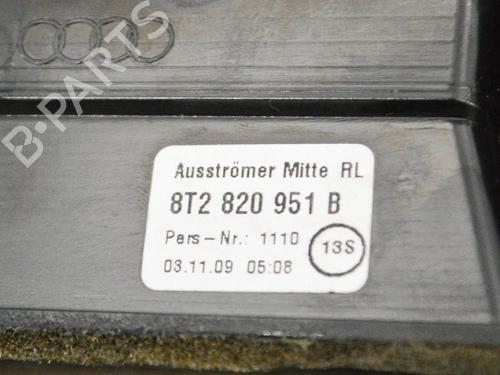 B-PARTS
Ausströmer Mitte RL
8T2 820 951 B
Pers-Nr.: 1110
13S
03.11.09 05:08